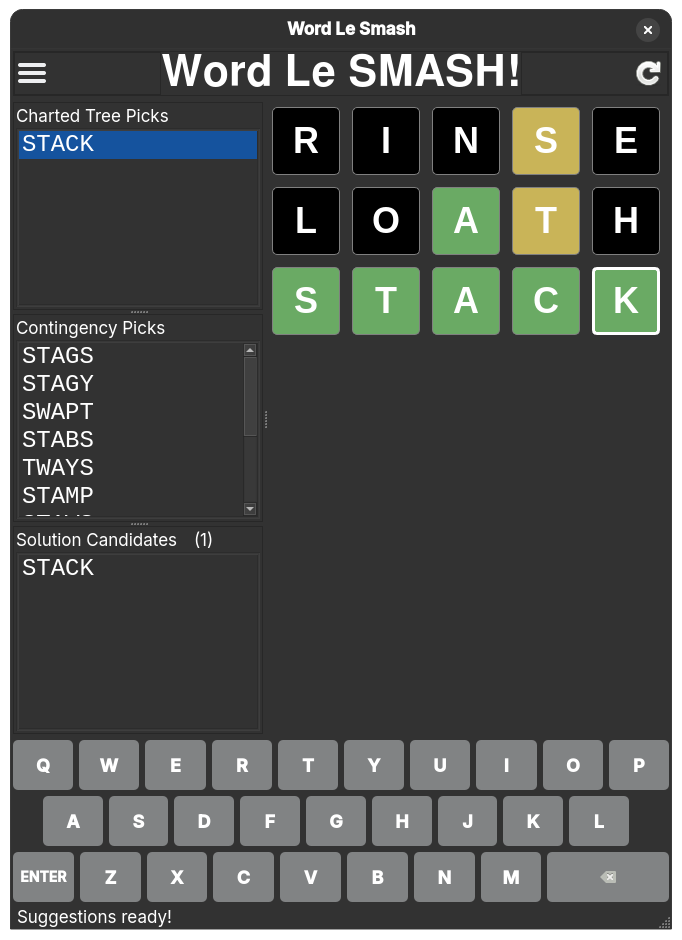 Word Le Smash
Word Le SMASH!
Charted Tree Picks
STACK
Contingency Picks
STAGS
STAGY
SWAPT
STABS
TWAYS
STAMP
Solution Candidates (1)
STACK
R I N S E
L O A T H
S T A C K
Q W E R T Y U I O P
A S D F G H J K L
ENTER Z X C V B N M
Suggestions ready!